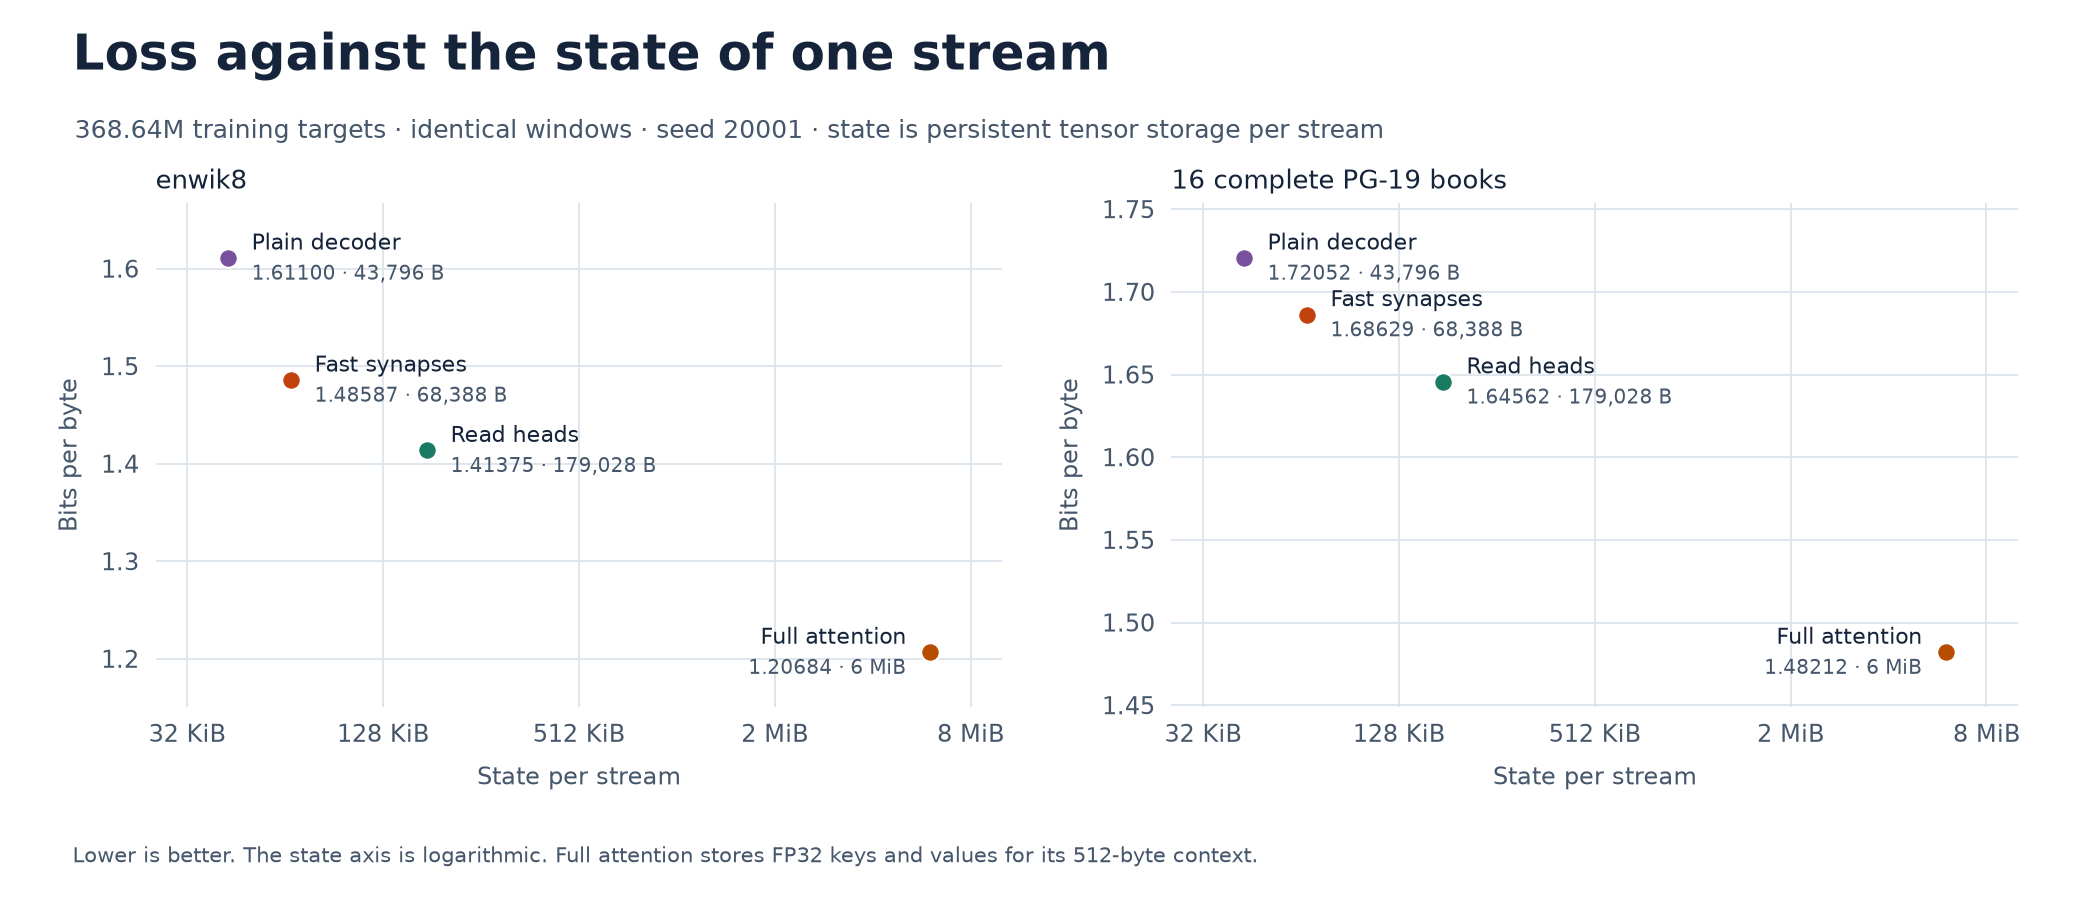 Loss against the state of one stream
368.64M training targets · identical windows · seed 20001 · state is persistent tensor storage per stream
enwik8
Bits per byte
1.6
1.5
1.4
1.3
1.2
Plain decoder
1.61100 · 43,796 B
Fast synapses
1.48587 · 68,388 B
Read heads
1.41375 · 179,028 B
Full attention
1.20684 · 6 MiB
32 KiB
128 KiB
512 KiB
2 MiB
8 MiB
State per stream
16 complete PG-19 books
Bits per byte
1.75
1.70
1.65
1.60
1.55
1.50
1.45
Plain decoder
1.72052 · 43,796 B
Fast synapses
1.68629 · 68,388 B
Read heads
1.64562 · 179,028 B
Full attention
1.48212 · 6 MiB
32 KiB
128 KiB
512 KiB
2 MiB
8 MiB
State per stream
Lower is better. The state axis is logarithmic. Full attention stores FP32 keys and values for its 512-byte context.